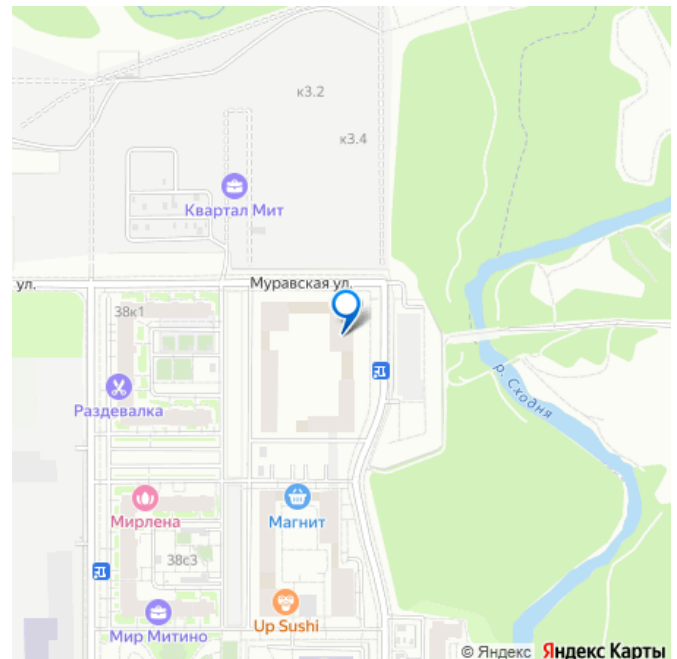 к3.2
к3.4
Квартал Мит
ул.
Муравская ул.
38к1
р. Сходня
Раздевалка
Мирлена
Магнит
38с3
Up Sushi
Мир Митино
© Яндекс Яндекс Карты